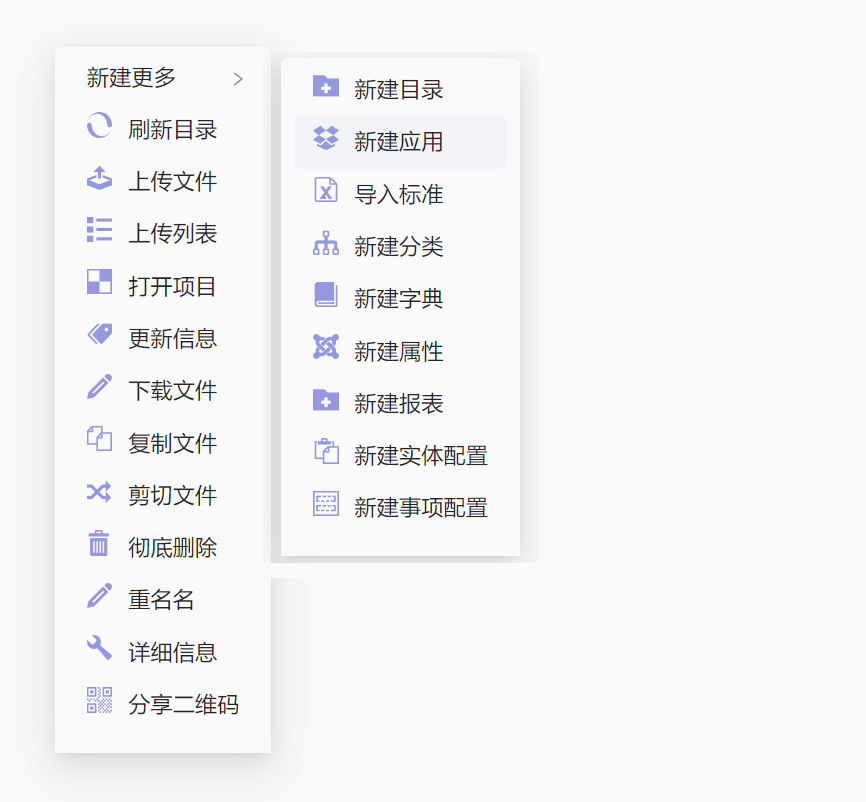 新建更多
刷新目录
上传文件
上传列表
打开项目
更新信息
下载文件
复制文件
剪切文件
彻底删除
重名名
详细信息
分享二维码
新建目录
新建应用
导入标准
新建分类
新建字典
新建属性
新建报表
新建实体配置
新建事项配置